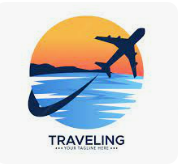 TRAVELING
••• YOUR TAGLINE HERE •••